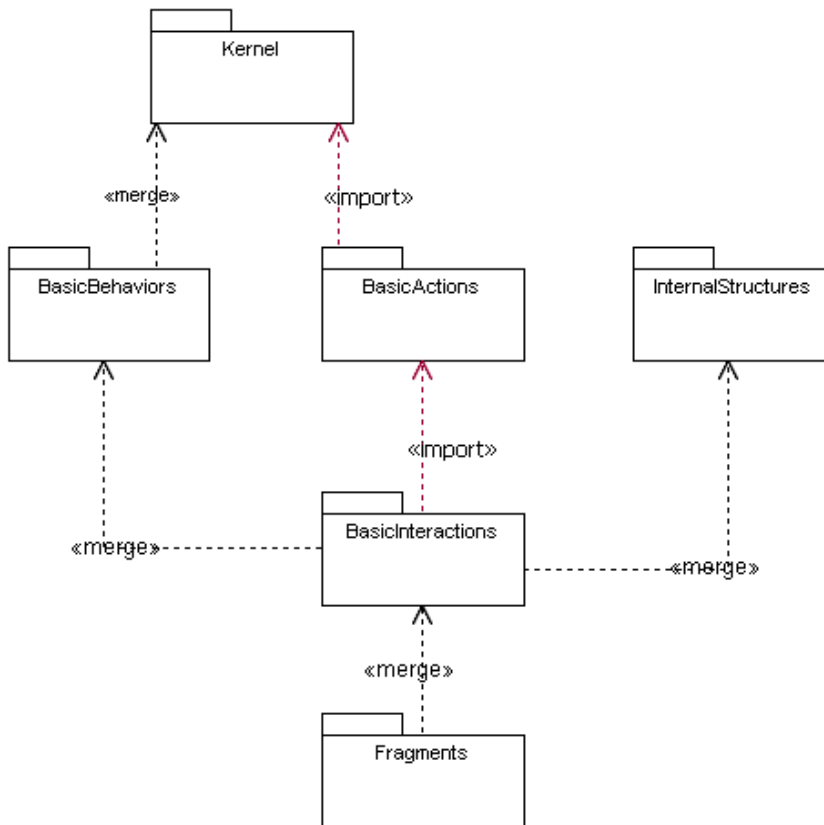 Kernel
«merge»
«import»
BasicBehaviors
BasicActions
InternalStructures
«import»
BasicInteractions
«merge»
«merge»
«merge»
Fragments